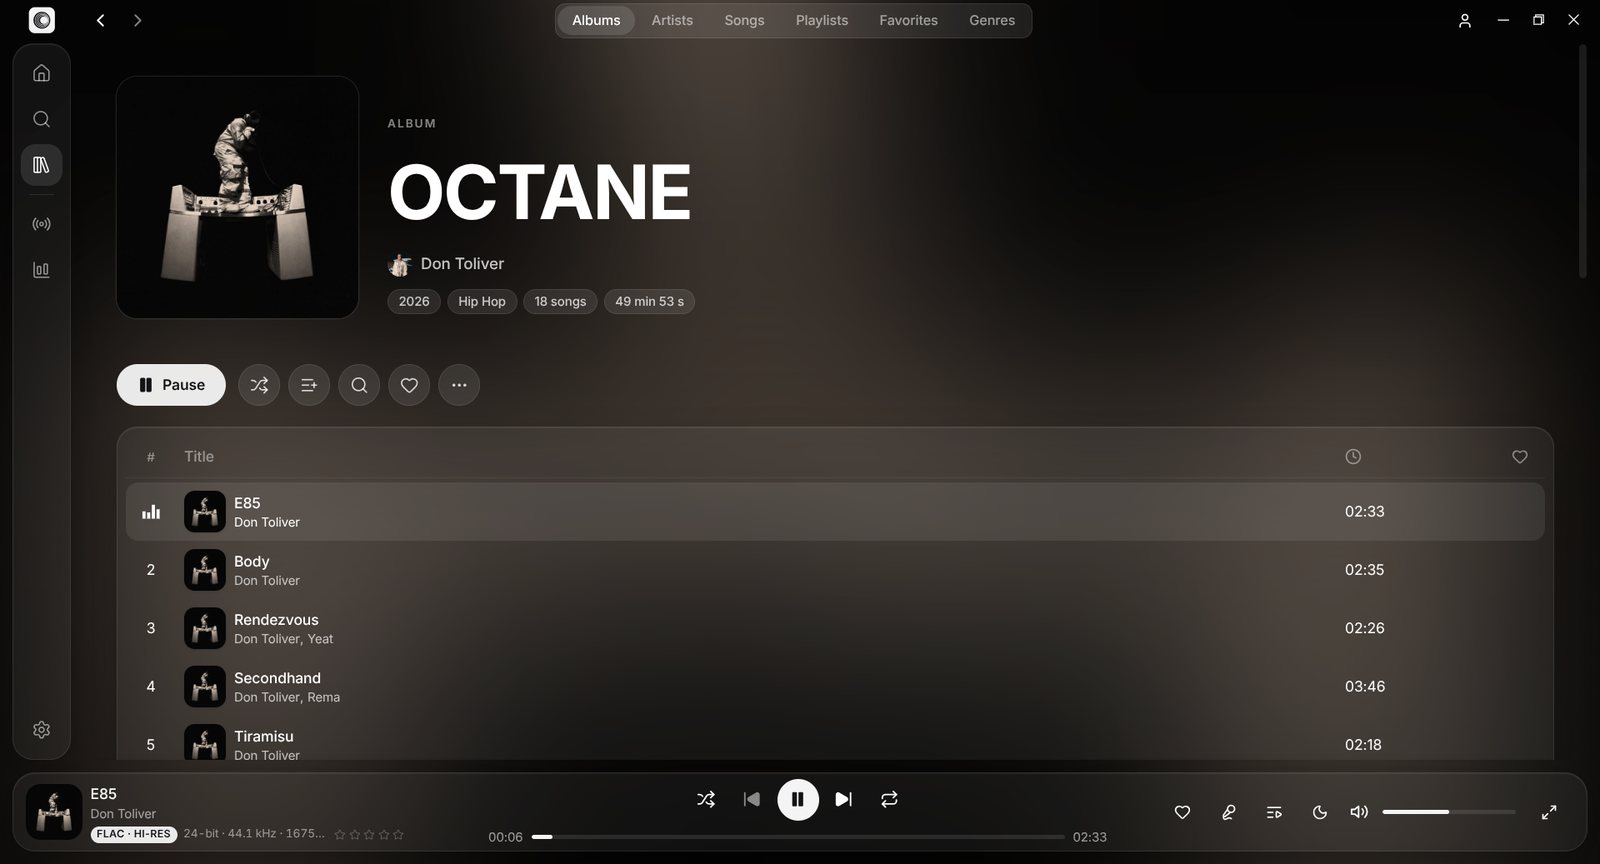 Albums Artists Songs Playlists Favorites Genres
ALBUM
OCTANE
Don Toliver
2026 Hip Hop 18 songs 49 min 53 s
Pause
# Title
E85
Don Toliver
02:33
2
Body
Don Toliver
02:35
3
Rendezvous
Don Toliver, Yeat
02:26
4
Secondhand
Don Toliver, Rema
03:46
5
Tiramisu
Don Toliver
02:18
E85
Don Toliver
FLAC · HI-RES 24-bit · 44.1 kHz · 1675...
00:06 02:33